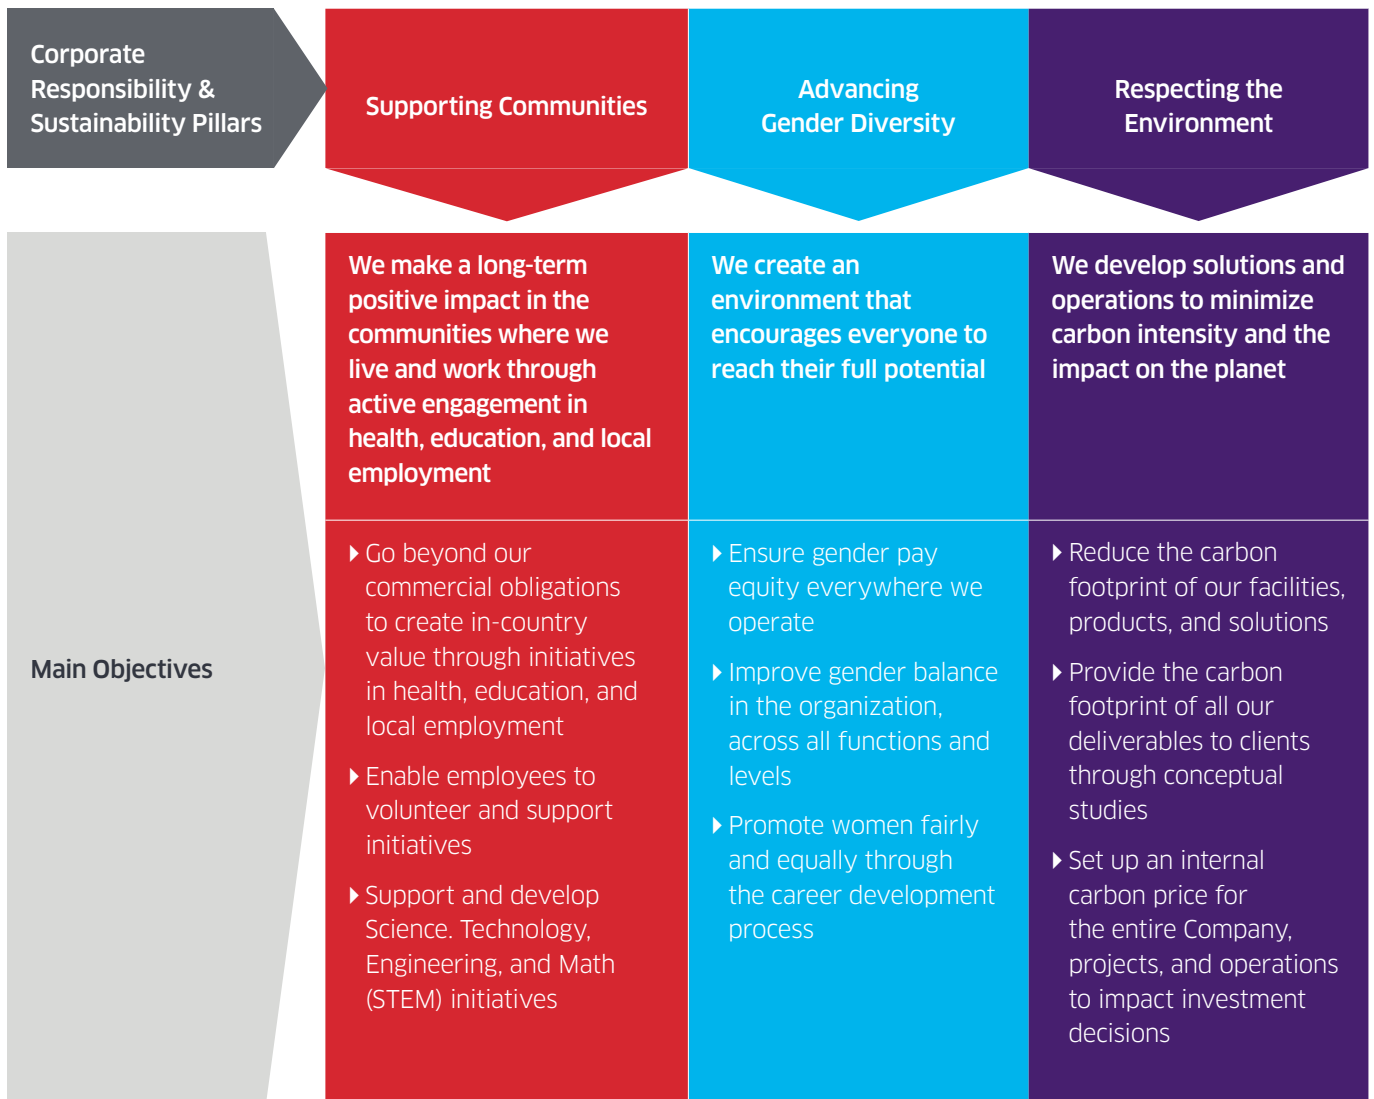 Corporate
Responsibility &
Sustainability Pillars
Supporting Communities
Advancing
Gender Diversity
Respecting the
Environment
Main Objectives
We make a long-term
positive impact in the
communities where we
live and work through
active engagement in
health, education, and local
employment
We create an
environment that
encourages everyone to
reach their full potential
We develop solutions and
operations to minimize
carbon intensity and the
impact on the planet
Go beyond our
commercial obligations
to create in-country
value through initiatives
in health, education, and
local employment
Enable employees to
volunteer and support
initiatives
Support and develop
Science. Technology,
Engineering, and Math
(STEM) initiatives
Ensure gender pay
equity everywhere we
operate
Improve gender balance
in the organization,
across all functions and
levels
Promote women fairly
and equally through
the career development
process
Reduce the carbon
footprint of our facilities,
products, and solutions
Provide the carbon
footprint of all our
deliverables to clients
through conceptual
studies
Set up an internal
carbon price for
the entire Company,
projects, and operations
to impact investment
decisions